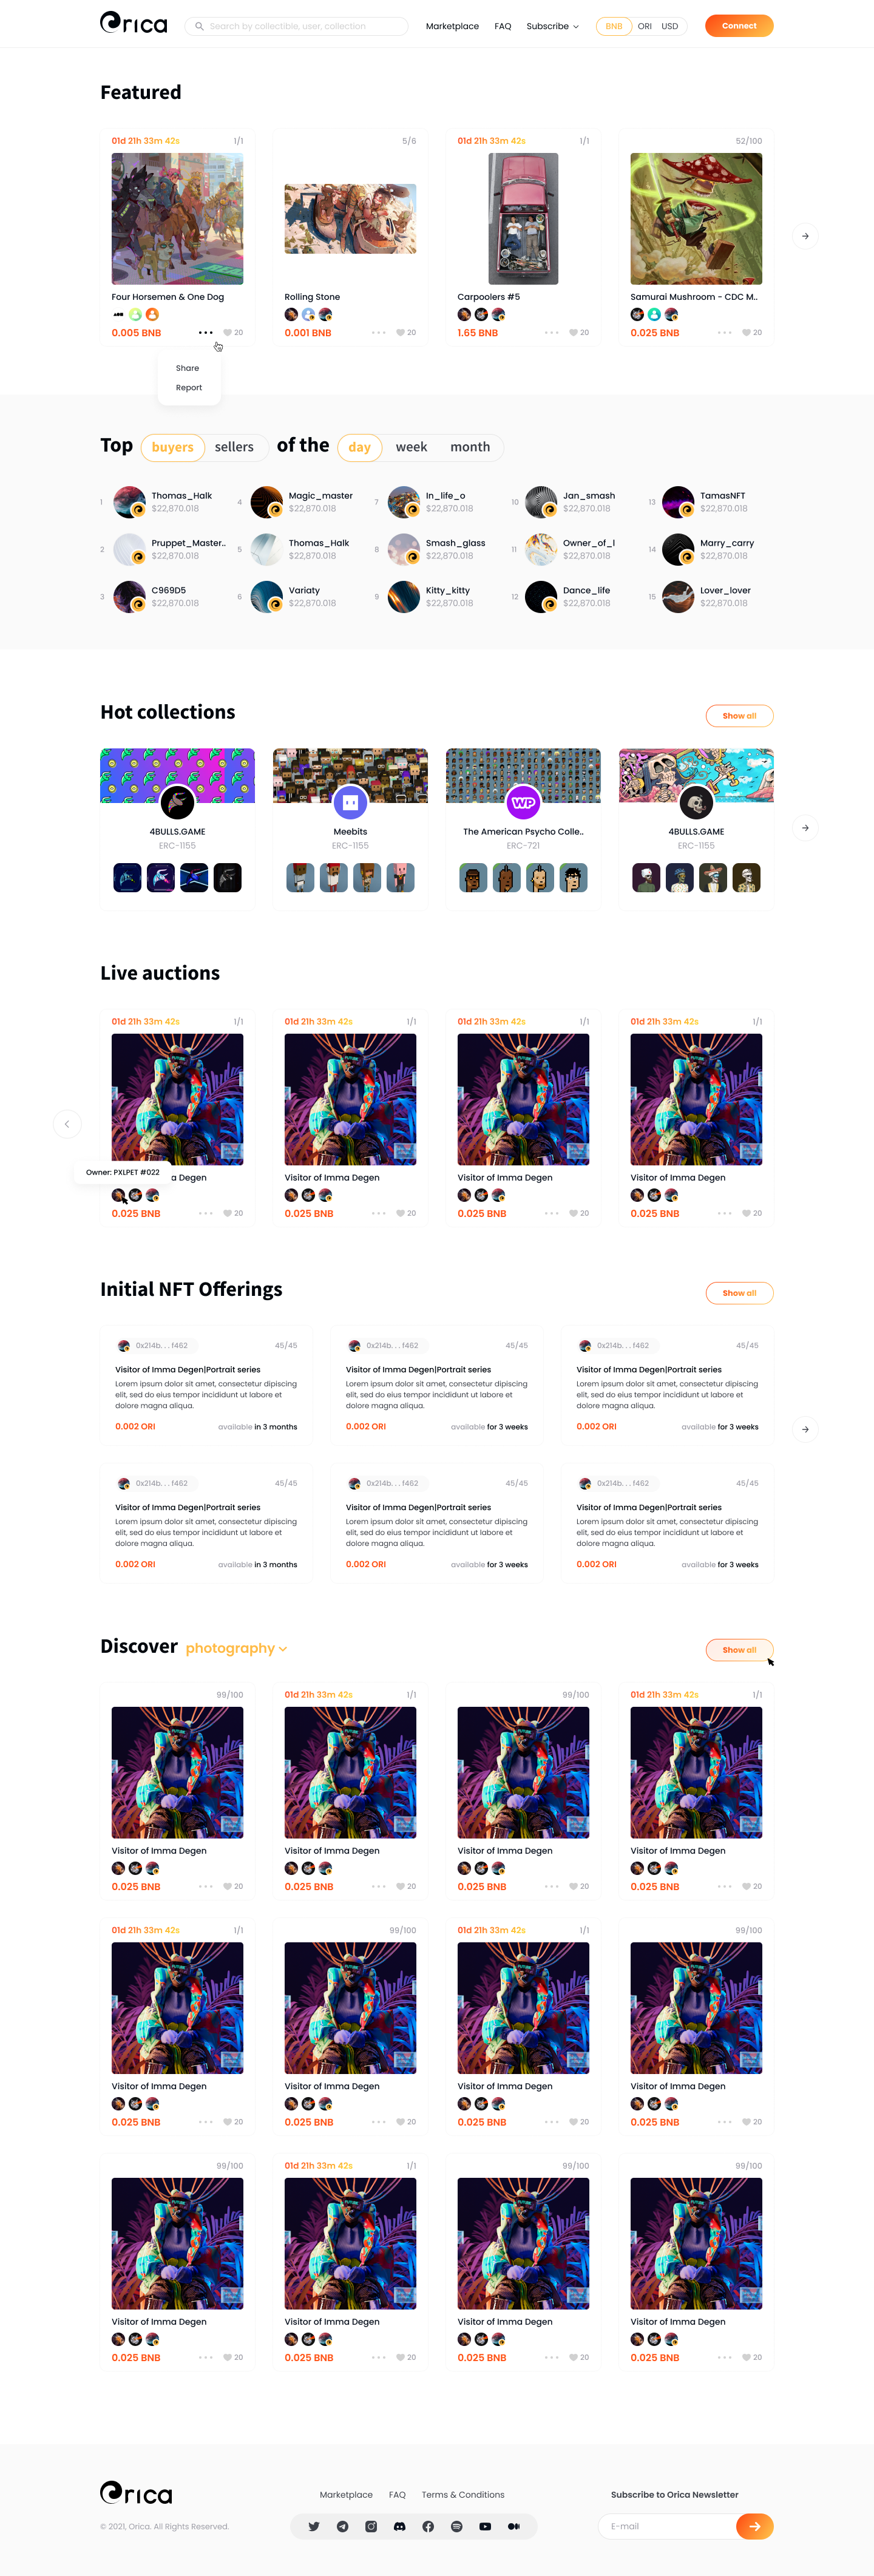 Orica
Search by collectible, user, collection
Marketplace FAQ Subscribe
BNB ORI USD
Connect
Featured
01d 21h 33m 42s 1/1
Four Horsemen & One Dog
0.005 BNB 20
Share
Report
5/6
Rolling Stone
0.001 BNB 20
01d 21h 33m 42s 1/1
Carpoolers #5
1.65 BNB 20
52/100
Samurai Mushroom - CDC M..
0.025 BNB 20
Top buyers sellers of the day week month
1 Thomas_Halk
$22,870.018
2 Pruppet_Master..
$22,870.018
3 C969D5
$22,870.018
4 Magic_master
$22,870.018
5 Thomas_Halk
$22,870.018
6 Variaty
$22,870.018
7 In_life_o
$22,870.018
8 Smash_glass
$22,870.018
9 Kitty_kitty
$22,870.018
10 Jan_smash
$22,870.018
11 Owner_of_l
$22,870.018
12 Dance_life
$22,870.018
13 TamasNFT
$22,870.018
14 Marry_carry
$22,870.018
15 Lover_lover
$22,870.018
Hot collections
Show all
4BULLS.GAME
ERC-1155
Meebits
ERC-1155
WP
The American Psycho Colle..
ERC-721
4BULLS.GAME
ERC-1155
Live auctions
01d 21h 33m 42s 1/1
Owner: PXLPET #022
a Degen
0.025 BNB 20
01d 21h 33m 42s 1/1
Visitor of Imma Degen
0.025 BNB 20
01d 21h 33m 42s 1/1
Visitor of Imma Degen
0.025 BNB 20
01d 21h 33m 42s 1/1
Visitor of Imma Degen
0.025 BNB 20
Initial NFT Offerings
Show all
0x214b. . . f462 45/45
Visitor of Imma Degen|Portrait series
Lorem ipsum dolor sit amet, consectetur dipiscing
elit, sed do eius tempor incididunt ut labore et
dolore magna aliqua.
0.002 ORI available in 3 months
0x214b. . . f462 45/45
Visitor of Imma Degen|Portrait series
Lorem ipsum dolor sit amet, consectetur dipiscing
elit, sed do eius tempor incididunt ut labore et
dolore magna aliqua.
0.002 ORI available for 3 weeks
0x214b. . . f462 45/45
Visitor of Imma Degen|Portrait series
Lorem ipsum dolor sit amet, consectetur dipiscing
elit, sed do eius tempor incididunt ut labore et
dolore magna aliqua.
0.002 ORI available for 3 weeks
0x214b. . . f462 45/45
Visitor of Imma Degen|Portrait series
Lorem ipsum dolor sit amet, consectetur dipiscing
elit, sed do eius tempor incididunt ut labore et
dolore magna aliqua.
0.002 ORI available in 3 months
0x214b. . . f462 45/45
Visitor of Imma Degen|Portrait series
Lorem ipsum dolor sit amet, consectetur dipiscing
elit, sed do eius tempor incididunt ut labore et
dolore magna aliqua.
0.002 ORI available for 3 weeks
0x214b. . . f462 45/45
Visitor of Imma Degen|Portrait series
Lorem ipsum dolor sit amet, consectetur dipiscing
elit, sed do eius tempor incididunt ut labore et
dolore magna aliqua.
0.002 ORI available for 3 weeks
Discover photography
Show all
99/100
Visitor of Imma Degen
0.025 BNB 20
01d 21h 33m 42s 1/1
Visitor of Imma Degen
0.025 BNB 20
99/100
Visitor of Imma Degen
0.025 BNB 20
01d 21h 33m 42s 1/1
Visitor of Imma Degen
0.025 BNB 20
01d 21h 33m 42s 1/1
Visitor of Imma Degen
0.025 BNB 20
99/100
Visitor of Imma Degen
0.025 BNB 20
01d 21h 33m 42s 1/1
Visitor of Imma Degen
0.025 BNB 20
99/100
Visitor of Imma Degen
0.025 BNB 20
99/100
Visitor of Imma Degen
0.025 BNB 20
01d 21h 33m 42s 1/1
Visitor of Imma Degen
0.025 BNB 20
99/100
Visitor of Imma Degen
0.025 BNB 20
99/100
Visitor of Imma Degen
0.025 BNB 20
Orica
© 2021, Orica. All Rights Reserved.
Marketplace FAQ Terms & Conditions
Subscribe to Orica Newsletter
E-mail